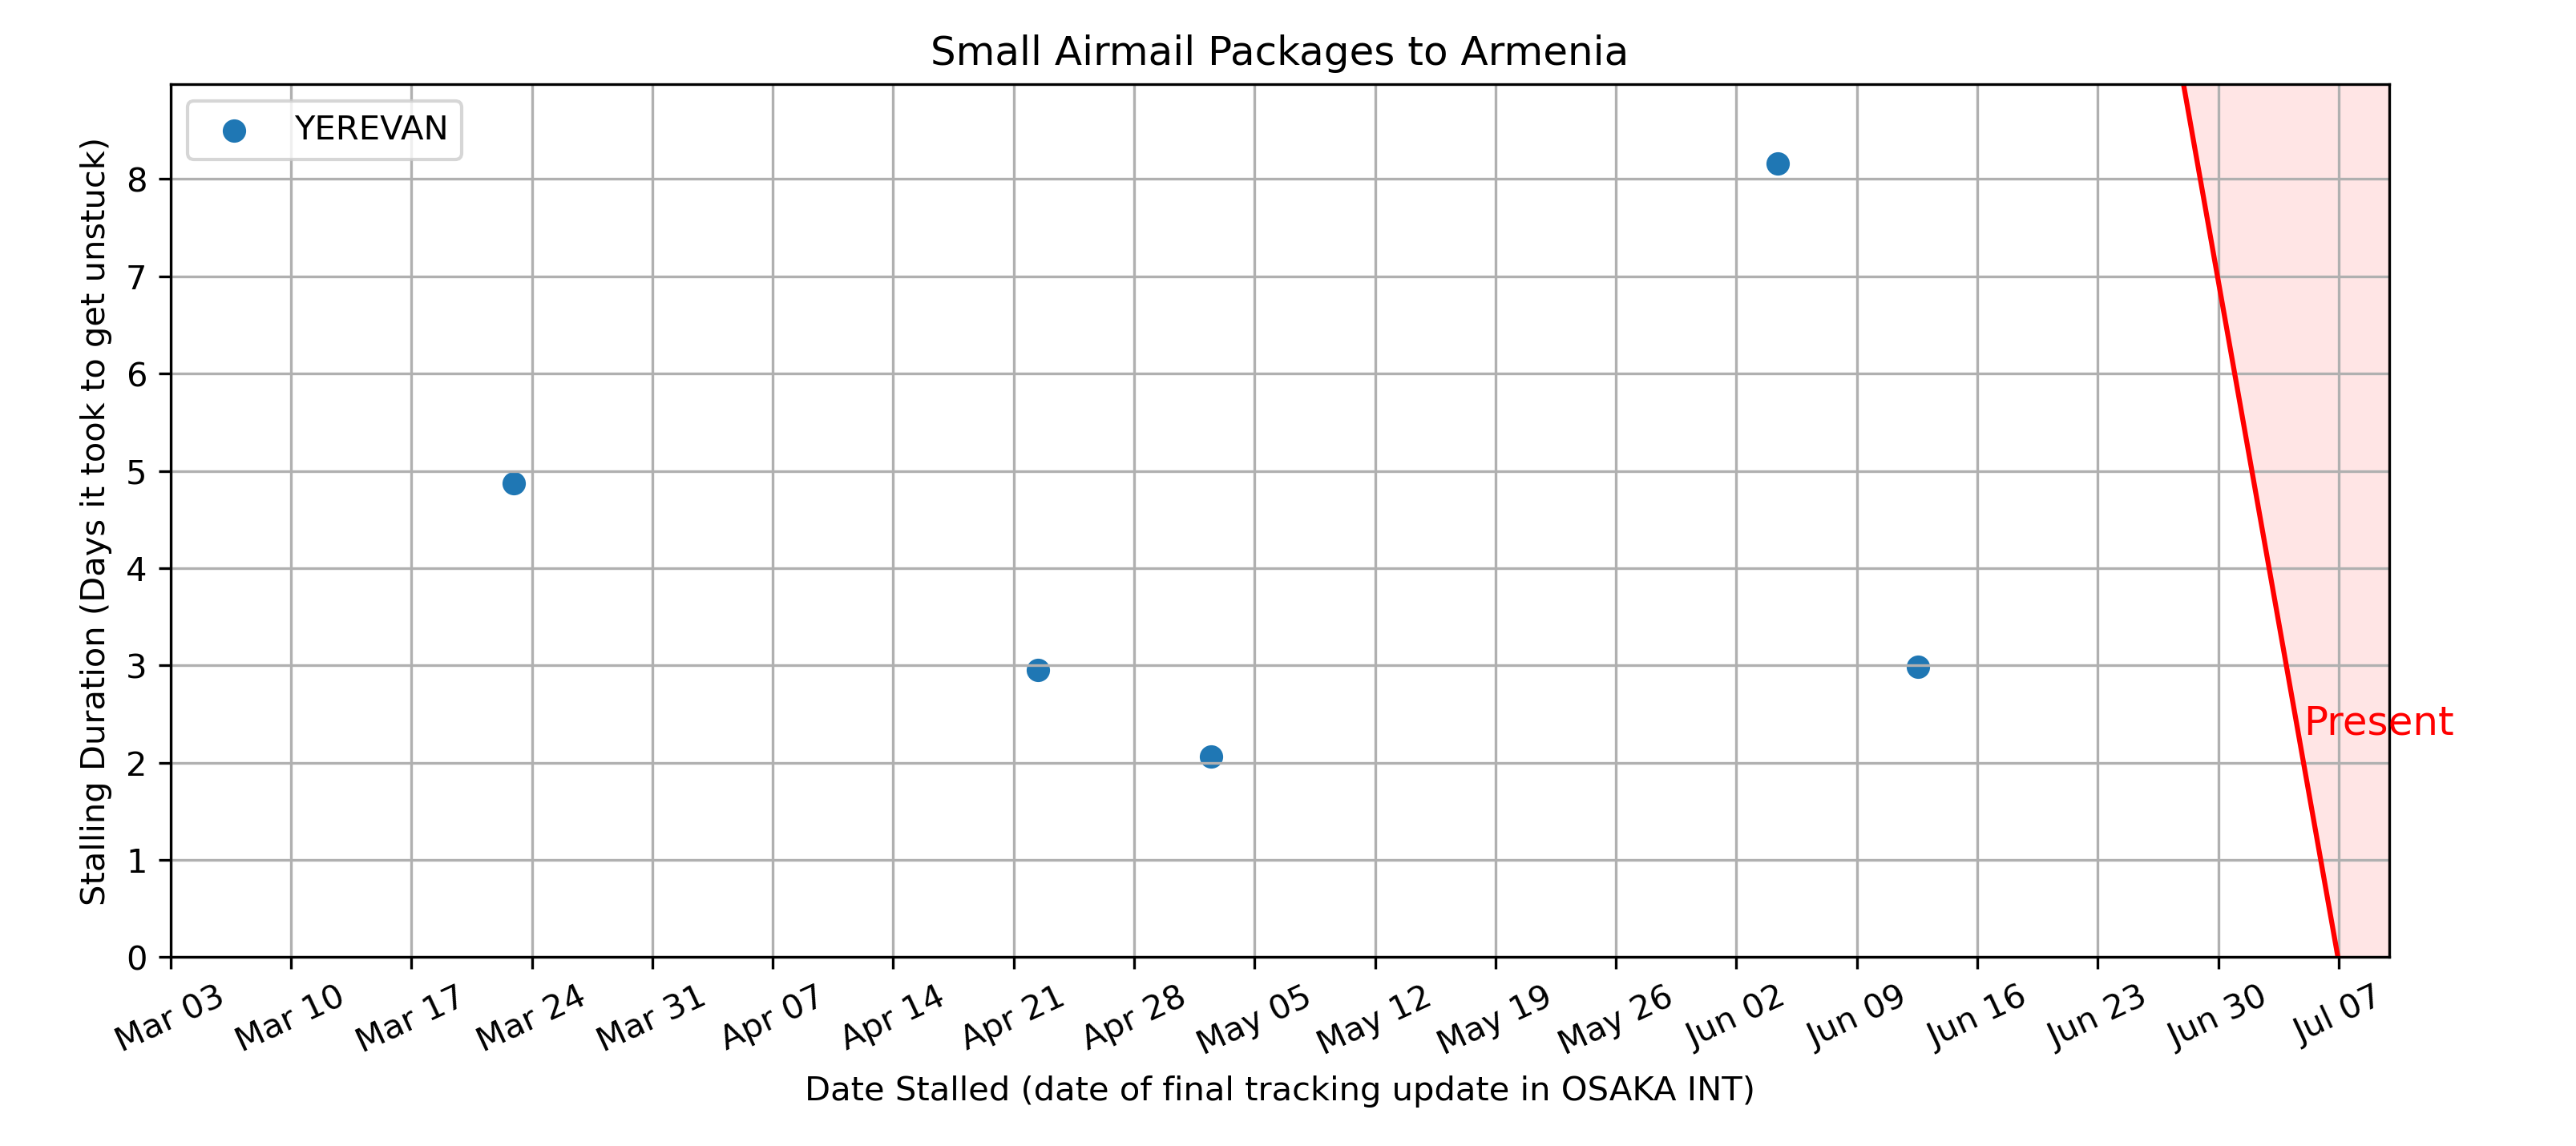 Small Airmail Packages to Armenia
YEREVAN
Stalling Duration (Days it took to get unstuck)
8
7
6
5
4
3
2
1
0
Present
Mar 03
Mar 10
Mar 17
Mar 24
Mar 31
Apr 07
Apr 14
Apr 21
Apr 28
May 05
May 12
May 19
May 26
Jun 02
Jun 09
Jun 16
Jun 23
Jun 30
Jul 07
Date Stalled (date of final tracking update in OSAKA INT)